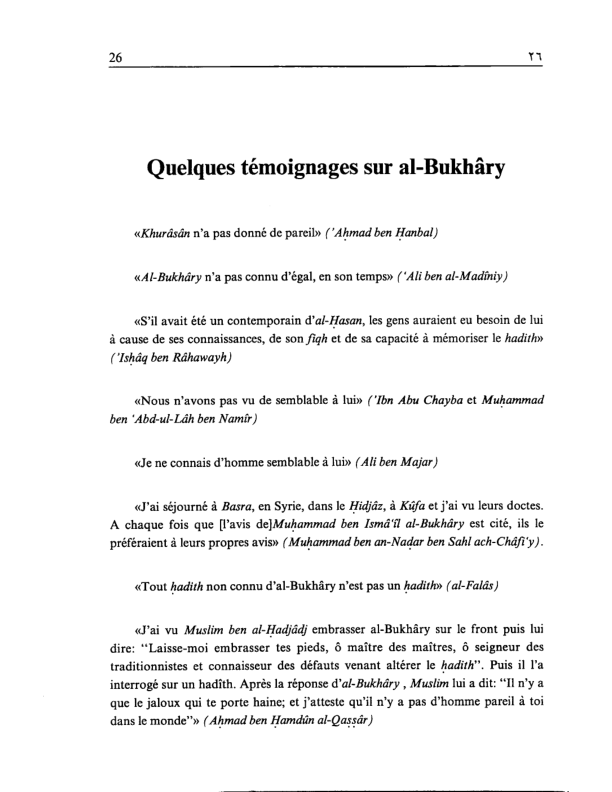 26 ٢٦
Quelques témoignages sur al-Bukhâry
«Khurâsân n'a pas donné de pareil» ('Aḥmad ben Ḥanbal)
«Al-Bukhâry n'a pas connu d'égal, en son temps» ('Ali ben al-Madîniy)
«S'il avait été un contemporain d'al-Ḥasan, les gens auraient eu besoin de lui
à cause de ses connaissances, de son fiqh et de sa capacité à mémoriser le hadith»
('Isḥâq ben Râhawayh)
«Nous n'avons pas vu de semblable à lui» ('Ibn Abu Chayba et Muḥammad
ben 'Abd-ul-Lâh ben Namîr)
«Je ne connais d'homme semblable à lui» (Ali ben Majar)
«J'ai séjourné à Basra, en Syrie, dans le Ḥidjâz, à Kûfa et j'ai vu leurs doctes.
A chaque fois que [l'avis de]Muḥammad ben Ismâ'îl al-Bukhâry est cité, ils le
préféraient à leurs propres avis» (Muḥammad ben an-Naḍar ben Sahl ach-Châfi'y).
«Tout ḥadith non connu d'al-Bukhâry n'est pas un ḥadith» (al-Falâs)
«J'ai vu Muslim ben al-Ḥadjâdj embrasser al-Bukhâry sur le front puis lui
dire: “Laisse-moi embrasser tes pieds, ô maître des maîtres, ô seigneur des
traditionnistes et connaisseur des défauts venant altérer le ḥadith”. Puis il l'a
interrogé sur un hadîth. Après la réponse d'al-Bukhâry , Muslim lui a dit: “Il n'y a
que le jaloux qui te porte haine; et j'atteste qu'il n'y a pas d'homme pareil à toi
dans le monde”» (Aḥmad ben Ḥamdûn al-Qaṣṣâr)